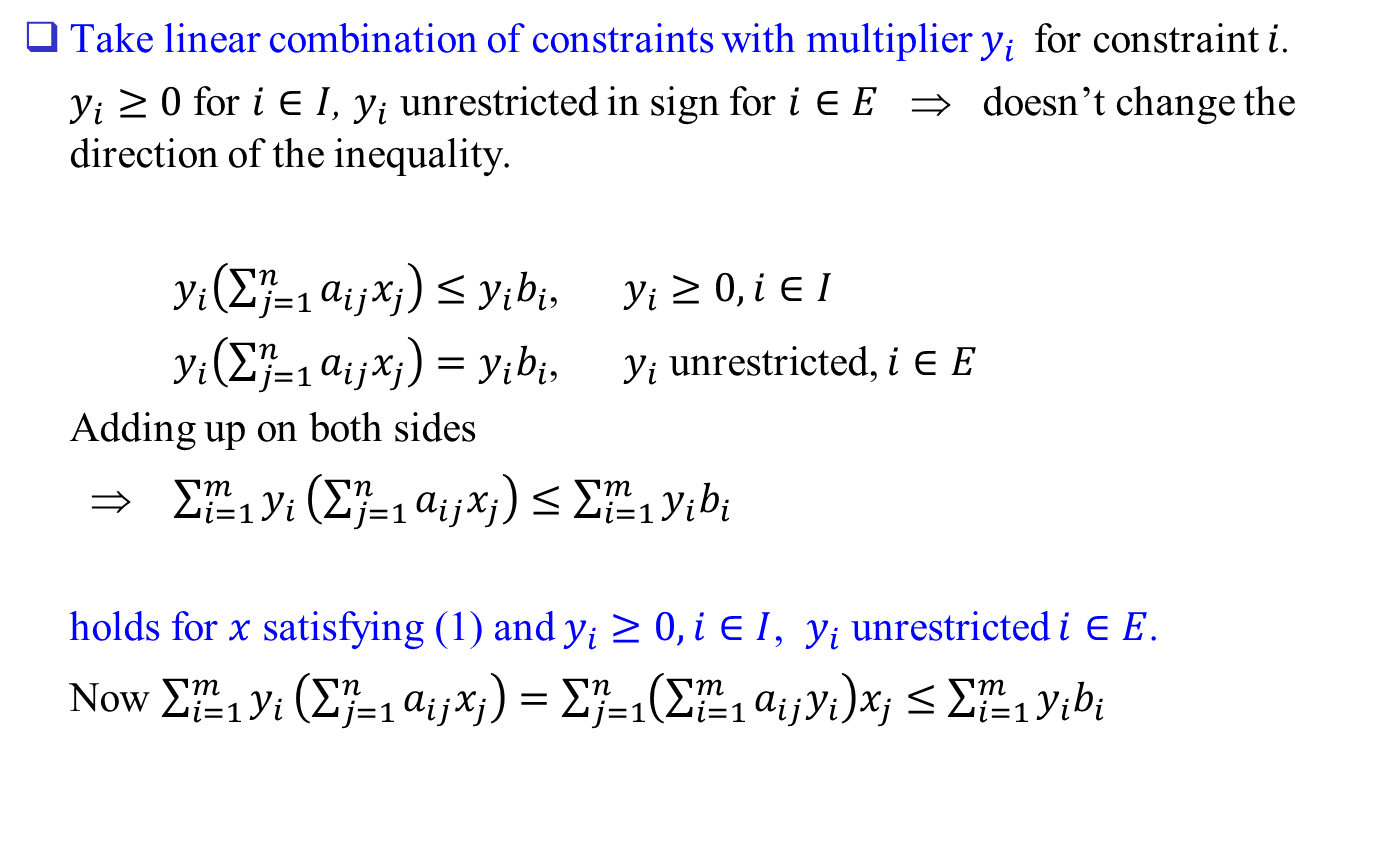 ❑ Take linear combination of constraints with multiplier yᵢ for constraint i.
yᵢ ≥ 0 for i ∈ I, yᵢ unrestricted in sign for i ∈ E ⇒ doesn’t change the
direction of the inequality.
yᵢ(∑ⁿⱼ₌₁ aᵢⱼxⱼ) ≤ yᵢbᵢ, yᵢ ≥ 0, i ∈ I
yᵢ(∑ⁿⱼ₌₁ aᵢⱼxⱼ) = yᵢbᵢ, yᵢ unrestricted, i ∈ E
Adding up on both sides
⇒ ∑ᵐᵢ₌₁ yᵢ (∑ⁿⱼ₌₁ aᵢⱼxⱼ) ≤ ∑ᵐᵢ₌₁ yᵢbᵢ
holds for x satisfying (1) and yᵢ ≥ 0, i ∈ I, yᵢ unrestricted i ∈ E.
Now ∑ᵐᵢ₌₁ yᵢ (∑ⁿⱼ₌₁ aᵢⱼxⱼ) = ∑ⁿⱼ₌₁(∑ᵐᵢ₌₁ aᵢⱼyᵢ)xⱼ ≤ ∑ᵐᵢ₌₁ yᵢbᵢ